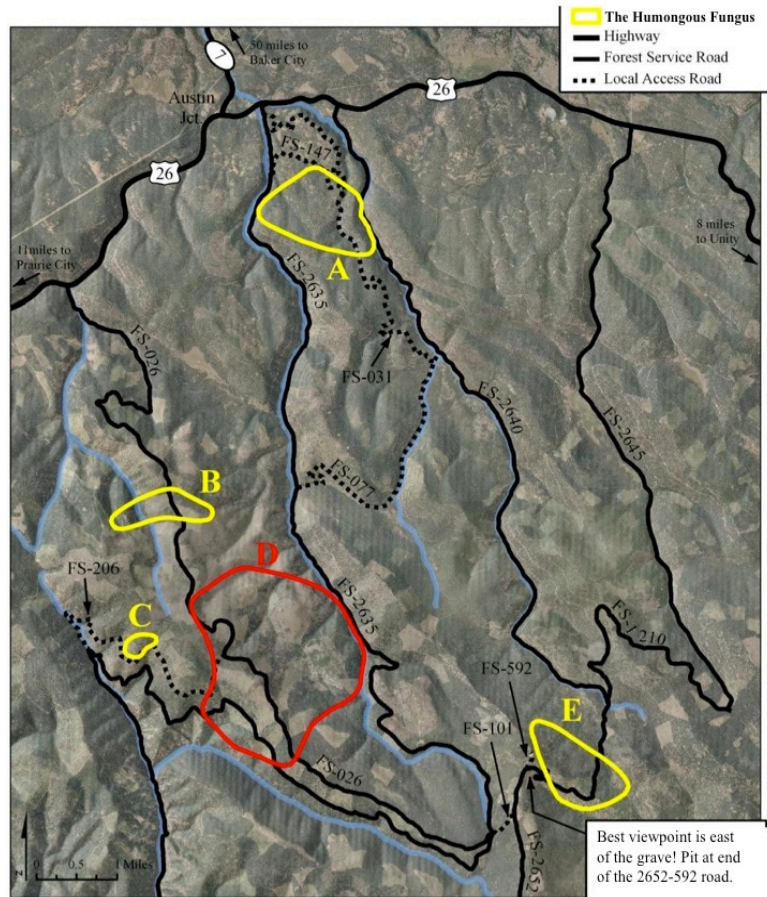 The Humongous Fungus
Highway
Forest Service Road
Local Access Road
50 miles to
Baker City
7
Austin
Jct.
26
FS-147
26
8 miles
to Unity
11miles to
Prairie City
A
FS-2635
FS-026
FS-031
FS-2640
FS-2645
B
FS-077
D
FS-206
C
FS-2635
FS-1210
FS-592
E
FS-101
FS-026
Best viewpoint is east
of the grave! Pit at end
of the 2652-592 road.
FS-2652
N
0 0.5 1 Miles